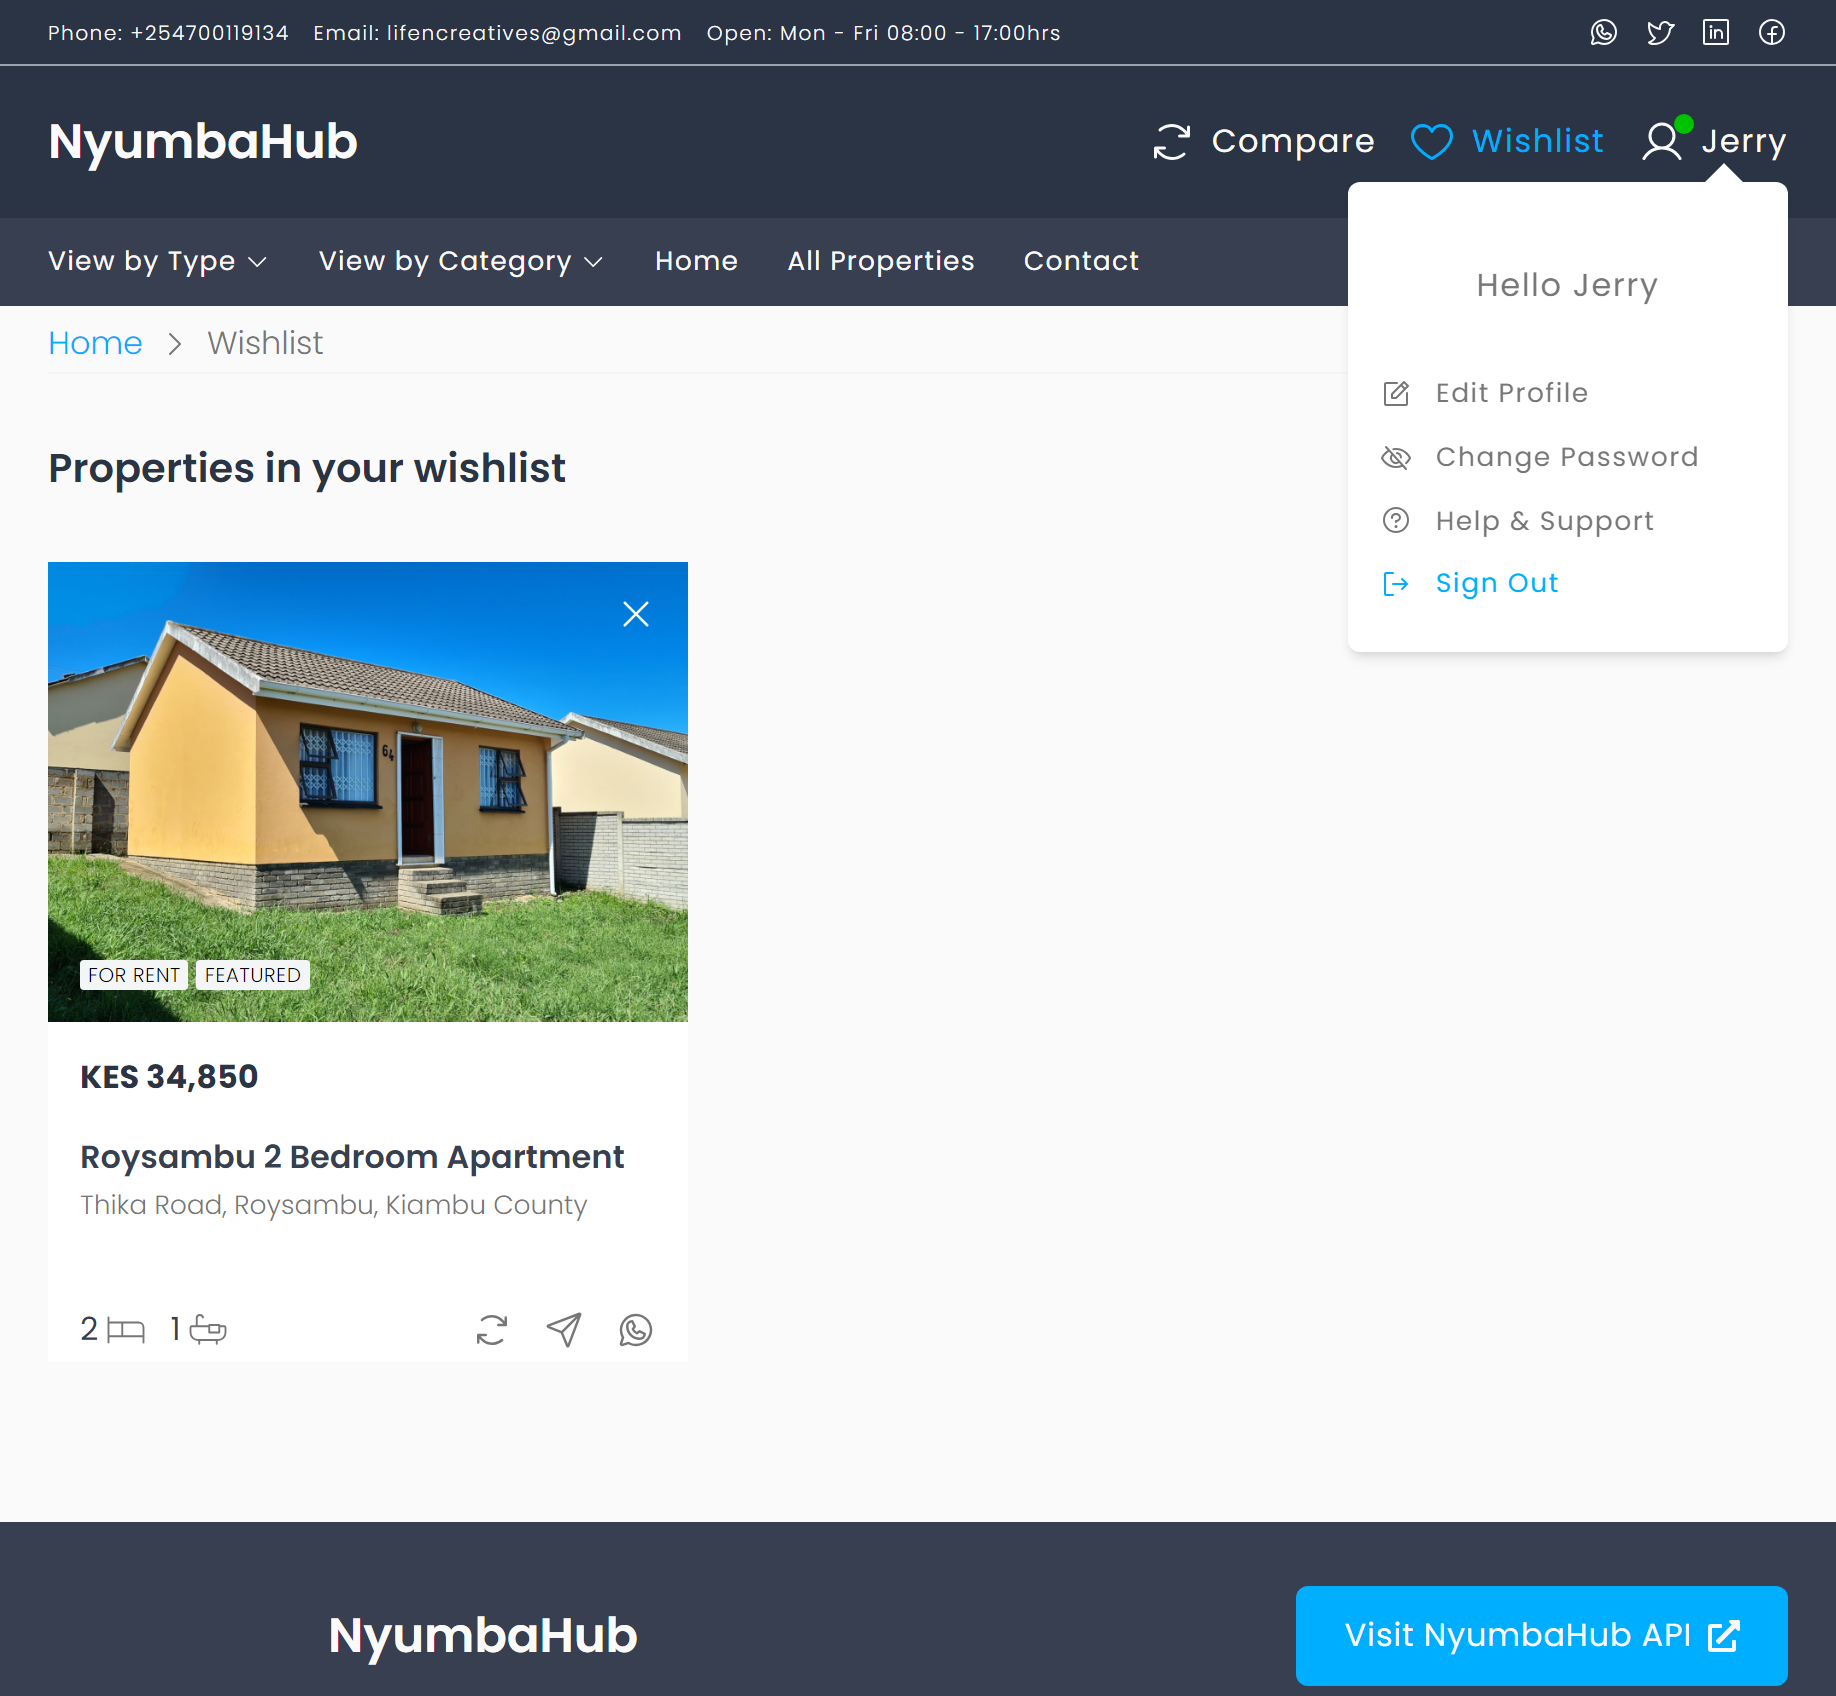 Phone: +254700119134 Email: lifencreatives@gmail.com Open: Mon - Fri 08:00 - 17:00hrs
NyumbaHub
Compare Wishlist Jerry
View by Type View by Category Home All Properties Contact
Hello Jerry
Edit Profile
Change Password
Help & Support
Sign Out
Home > Wishlist
Properties in your wishlist
64
FOR RENT FEATURED
KES 34,850
Roysambu 2 Bedroom Apartment
Thika Road, Roysambu, Kiambu County
2 1
NyumbaHub
Visit NyumbaHub API